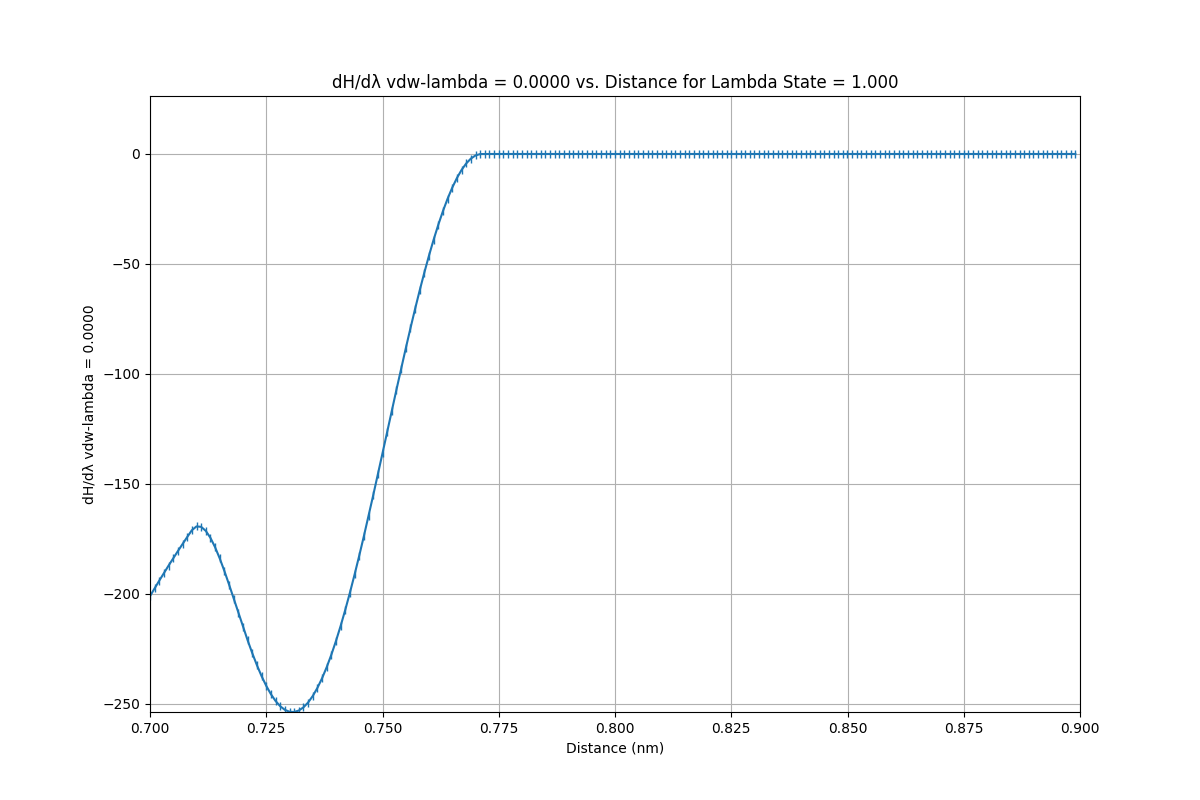 dH/dλ vdw-lambda = 0.0000 vs. Distance for Lambda State = 1.000
dH/dλ vdw-lambda = 0.0000
0
−50
−100
−150
−200
−250
0.700 0.725 0.750 0.775 0.800 0.825 0.850 0.875 0.900
Distance (nm)